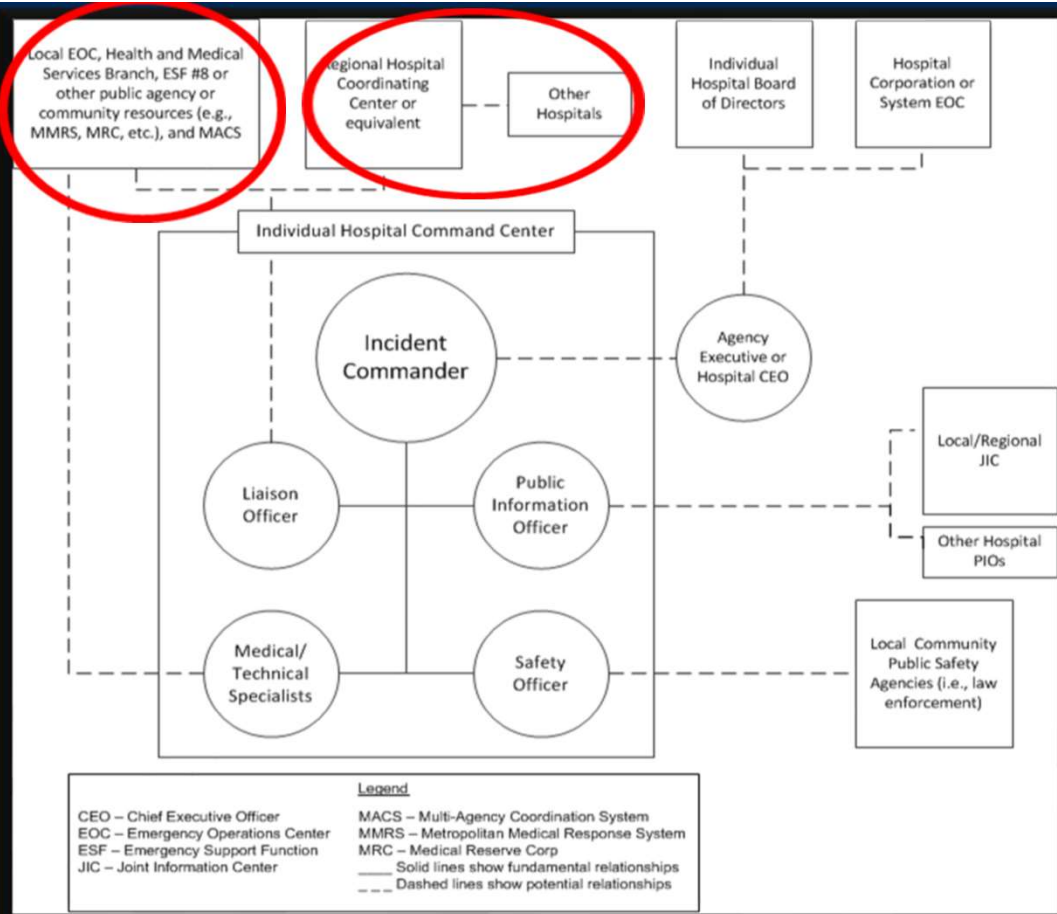 Local EOC, Health and Medical
Services Branch, ESF #8 or
other public agency or
community resources (e.g.,
MMRS, MRC, etc.), and MACS
Regional Hospital
Coordinating
Center or
equivalent
Other
Hospitals
Individual
Hospital Board
of Directors
Hospital
Corporation or
System EOC
Individual Hospital Command Center
Incident
Commander
Agency
Executive or
Hospital CEO
Liaison
Officer
Public
Information
Officer
Local/Regional
JIC
Other Hospital
PIOs
Medical/
Technical
Specialists
Safety
Officer
Local Community
Public Safety
Agencies (i.e., law
enforcement)
Legend
CEO – Chief Executive Officer
EOC – Emergency Operations Center
ESF – Emergency Support Function
JIC – Joint Information Center
MACS – Multi-Agency Coordination System
MMRS – Metropolitan Medical Response System
MRC – Medical Reserve Corp
____ Solid lines show fundamental relationships
_ _ _ Dashed lines show potential relationships